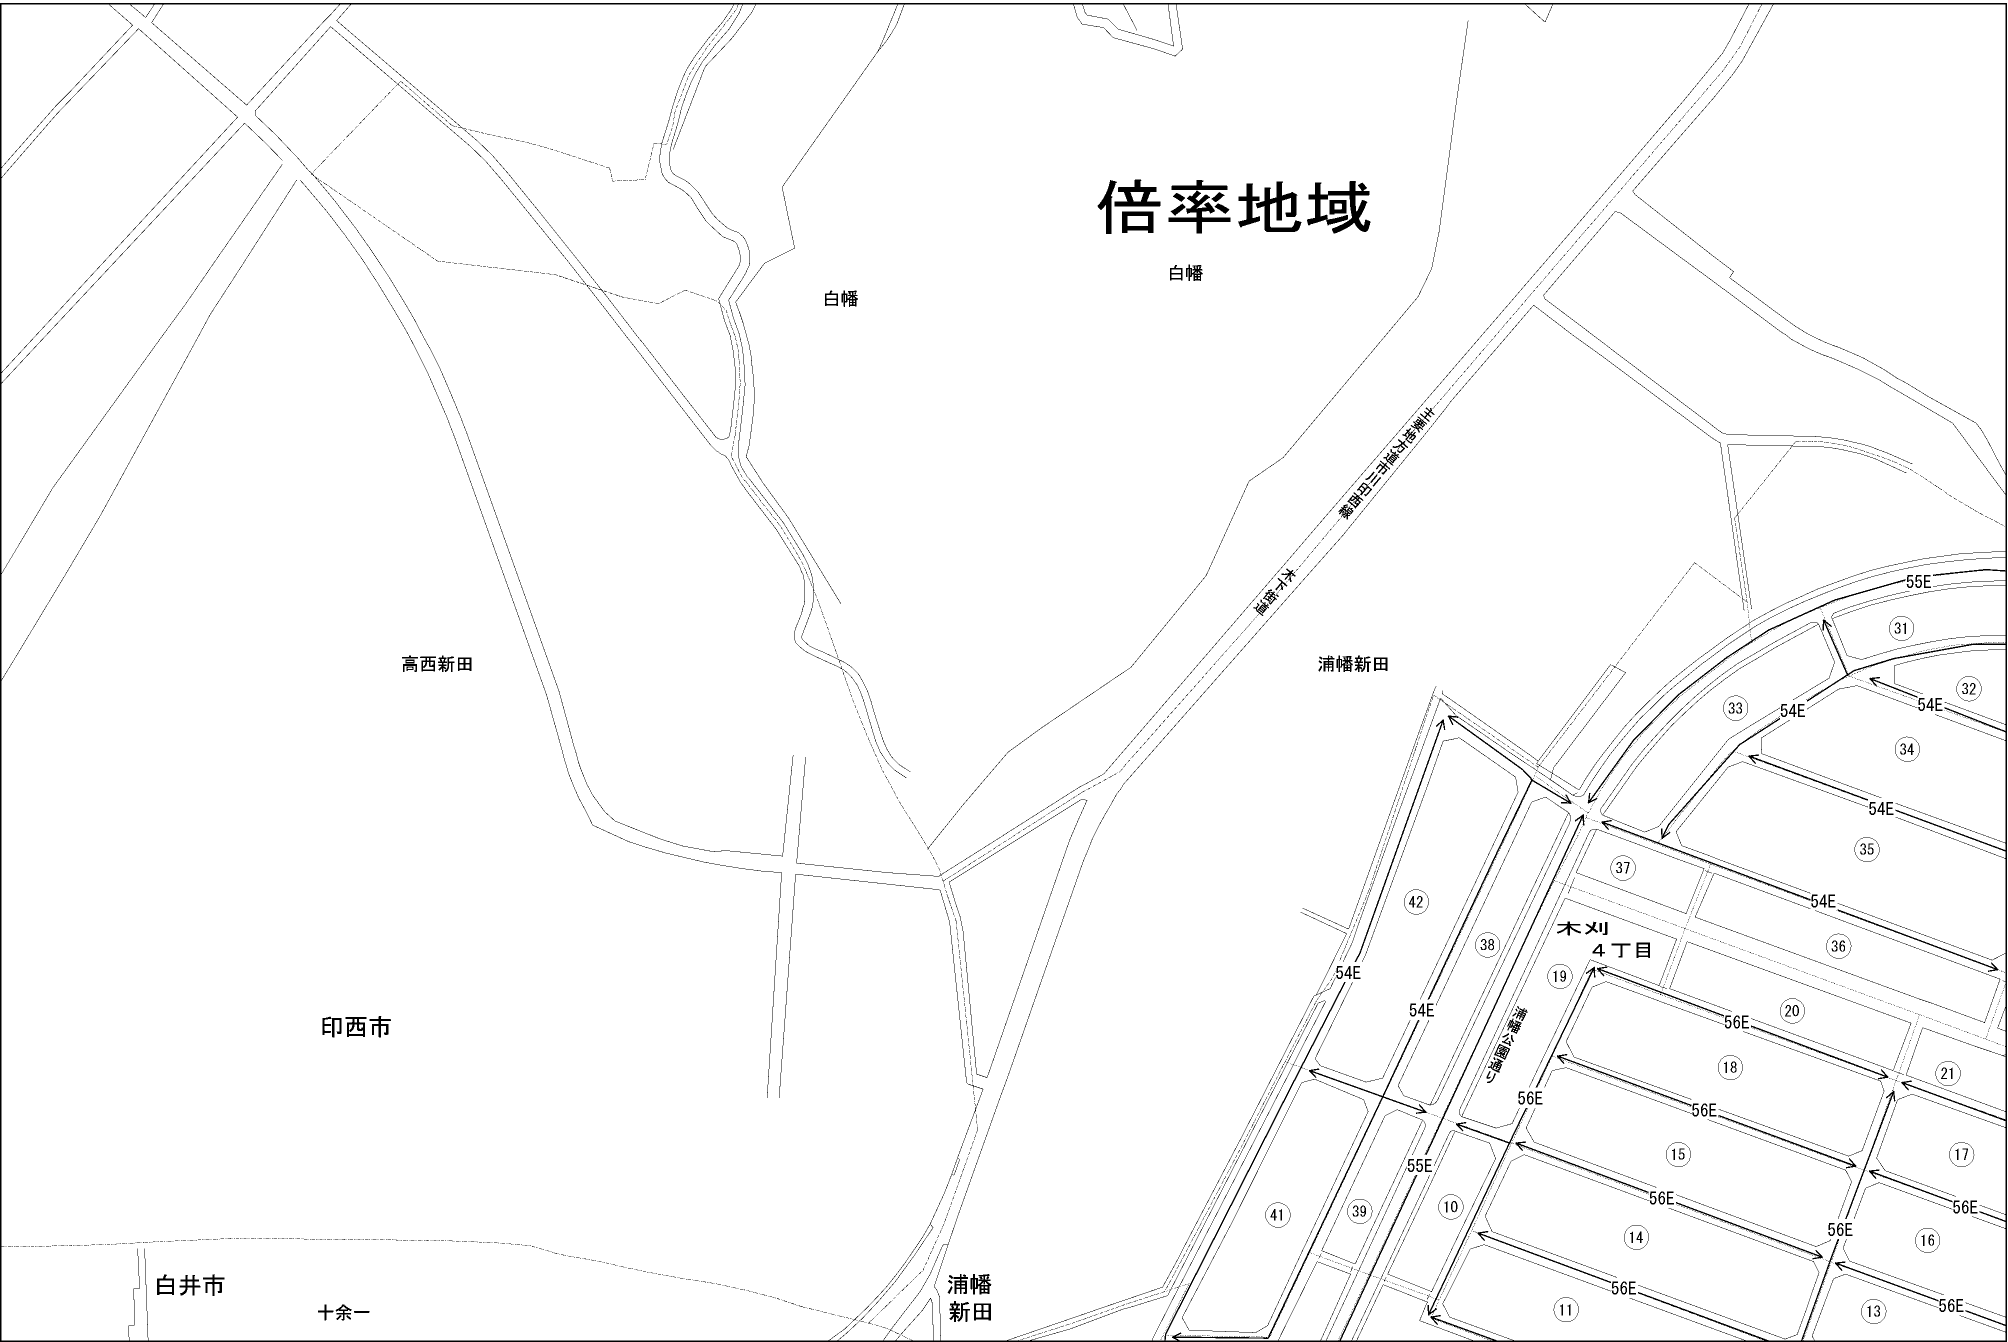 倍率地域
白幡
白幡
主要地方道市川印西線
木下街道
高西新田
浦幡新田
55E
31
32
33
54E
54E
34
54E
35
37
54E
42
38
36
木刈
4丁目
19
54E
54E
20
56E
浦幡公園通り
印西市
18
21
56E
56E
15
17
55E
56E
56E
10
41
39
14
56E
16
白井市
浦幡
新田
56E
十余一
11
56E
13